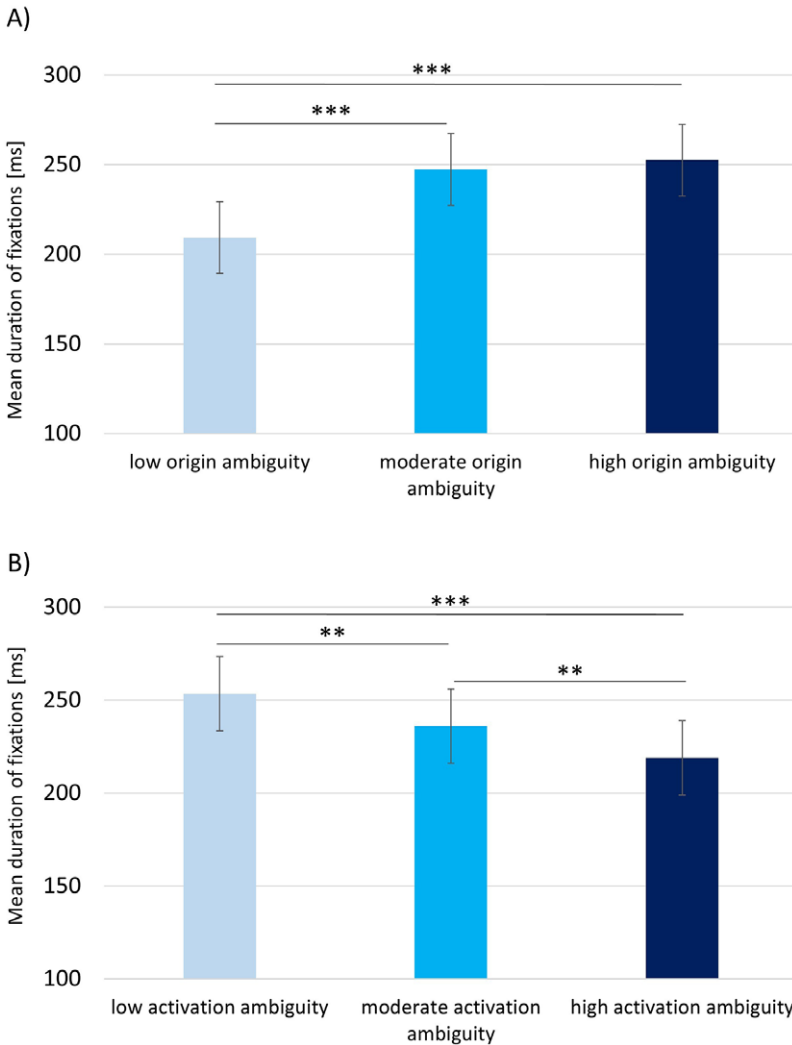 A)
Mean duration of fixations [ms]
300
250
200
150
100
***
***
low origin ambiguity
moderate origin
ambiguity
high origin ambiguity
B)
Mean duration of fixations [ms]
300
250
200
150
100
***
**
**
low activation ambiguity
moderate activation
ambiguity
high activation ambiguity